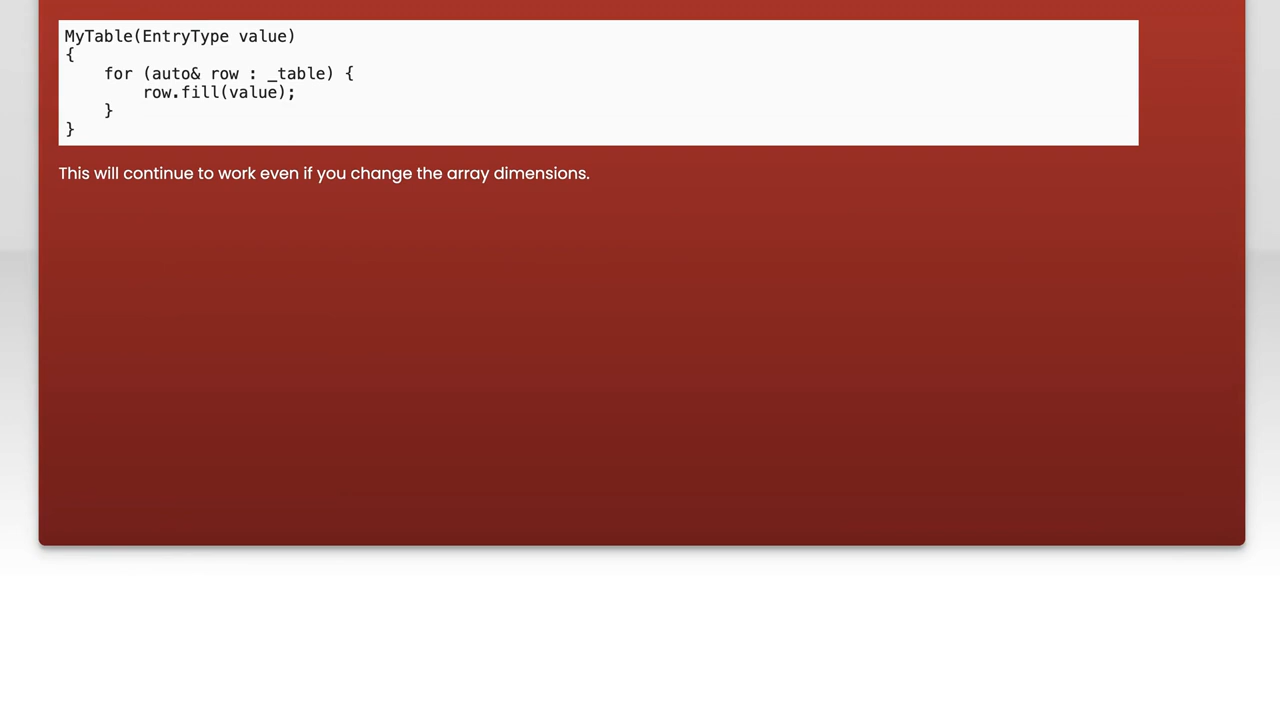 MyTable(EntryType value)
{
    for (auto& row : _table) {
        row.fill(value);
    }
}
This will continue to work even if you change the array dimensions.